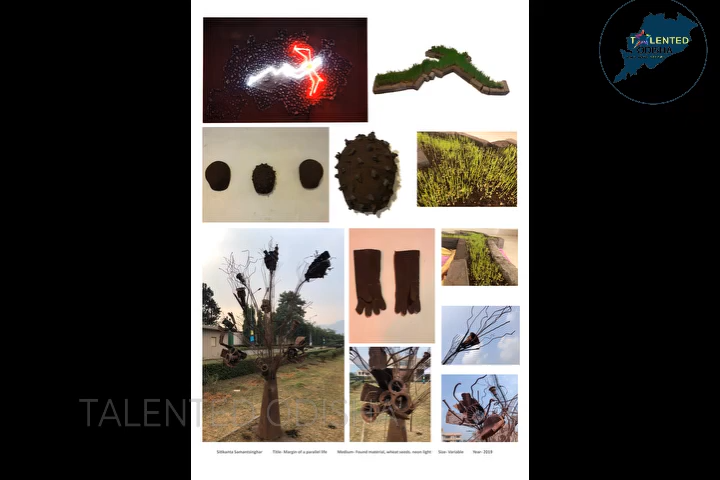 TALENTED
ODISHA
TALENTED ODISHA
Sitikanta Samantsinghar Title:-Margin of a parallel life Medium:- found material, wheat seeds. neon light Size:- Variable Year:- 2019